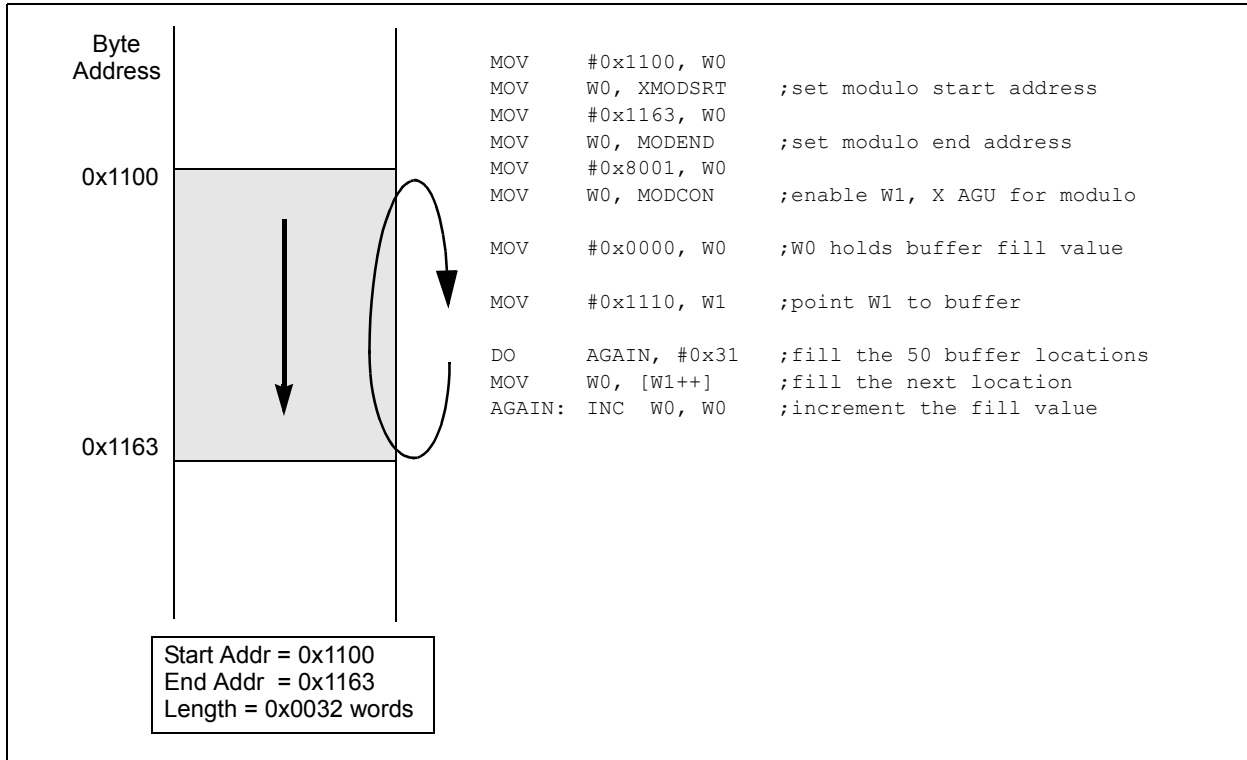 Byte
Address
0x1100
0x1163
Start Addr = 0x1100
End Addr = 0x1163
Length = 0x0032 words
MOV #0x1100, W0
MOV W0, XMODSRT ;set modulo start address
MOV #0x1163, W0
MOV W0, MODEND ;set modulo end address
MOV #0x8001, W0
MOV W0, MODCON ;enable W1, X AGU for modulo
MOV #0x0000, W0 ;W0 holds buffer fill value
MOV #0x1110, W1 ;point W1 to buffer
DO AGAIN, #0x31 ;fill the 50 buffer locations
MOV W0, [W1++] ;fill the next location
AGAIN: INC W0, W0 ;increment the fill value